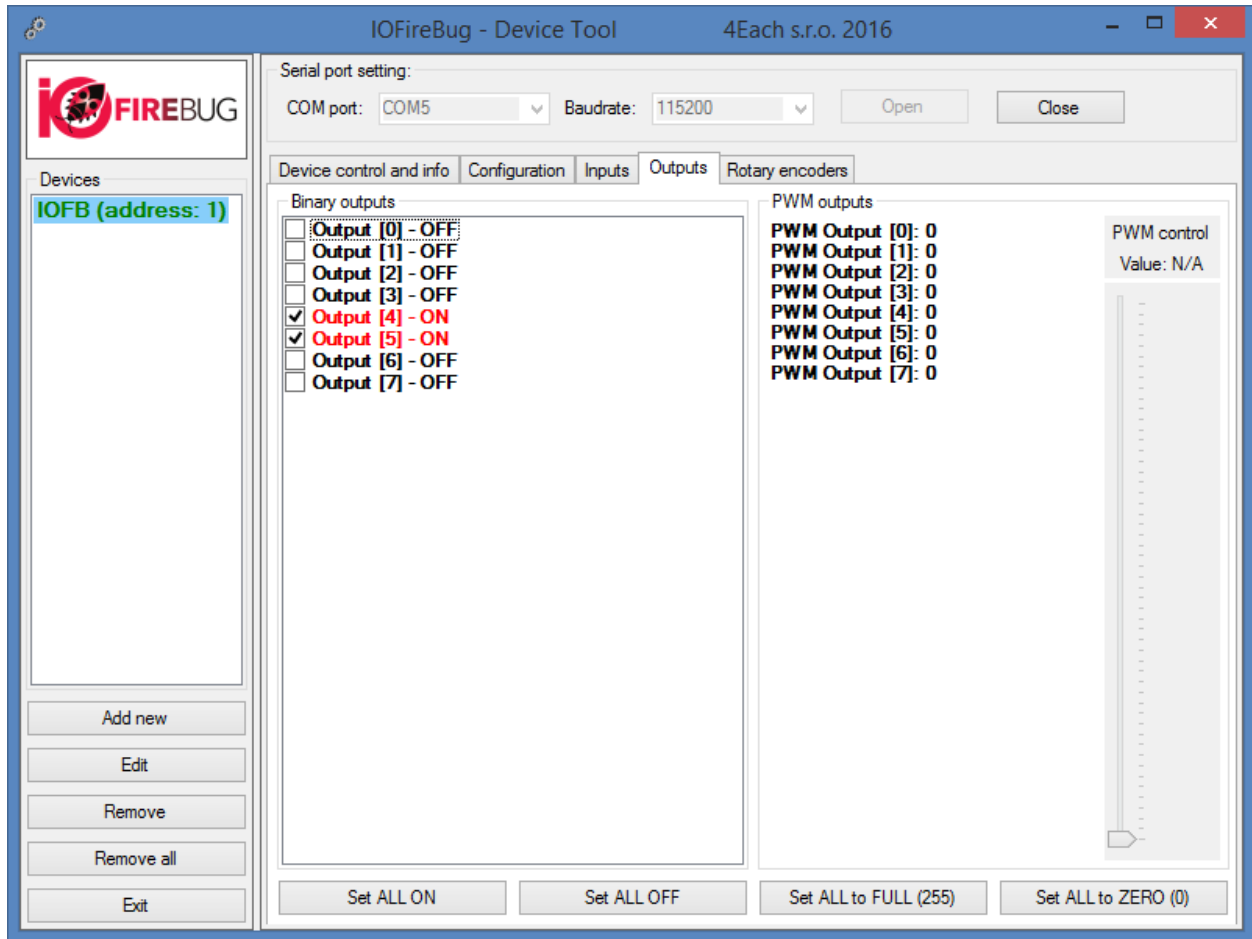 IOFireBug - Device Tool 4Each s.r.o. 2016
iO FIREBUG
Serial port setting:
COM port: COM5 Baudrate: 115200 Open Close
Devices
IOFB (address: 1)
Add new
Edit
Remove
Remove all
Exit
Device control and info Configuration Inputs Outputs Rotary encoders
Binary outputs
Output [0] - OFF
Output [1] - OFF
Output [2] - OFF
Output [3] - OFF
Output [4] - ON
Output [5] - ON
Output [6] - OFF
Output [7] - OFF
PWM outputs
PWM Output [0]: 0
PWM Output [1]: 0
PWM Output [2]: 0
PWM Output [3]: 0
PWM Output [4]: 0
PWM Output [5]: 0
PWM Output [6]: 0
PWM Output [7]: 0
PWM control
Value: N/A
Set ALL ON Set ALL OFF Set ALL to FULL (255) Set ALL to ZERO (0)